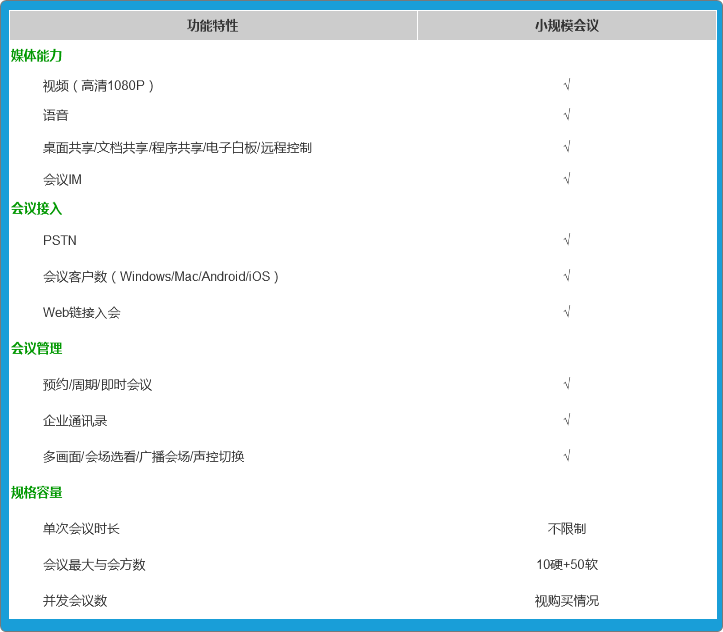 功能特性 小规模会议
媒体能力
视频（高清1080P） √
语音 √
桌面共享/文档共享/程序共享/电子白板/远程控制 √
会议IM √
会议接入
PSTN √
会议客户数（Windows/Mac/Android/iOS） √
Web链接入会 √
会议管理
预约/周期/即时会议 √
企业通讯录 √
多画面/会场选看/广播会场/声控切换 √
规格容量
单次会议时长 不限制
会议最大与会方数 10硬+50软
并发会议数 视购买情况